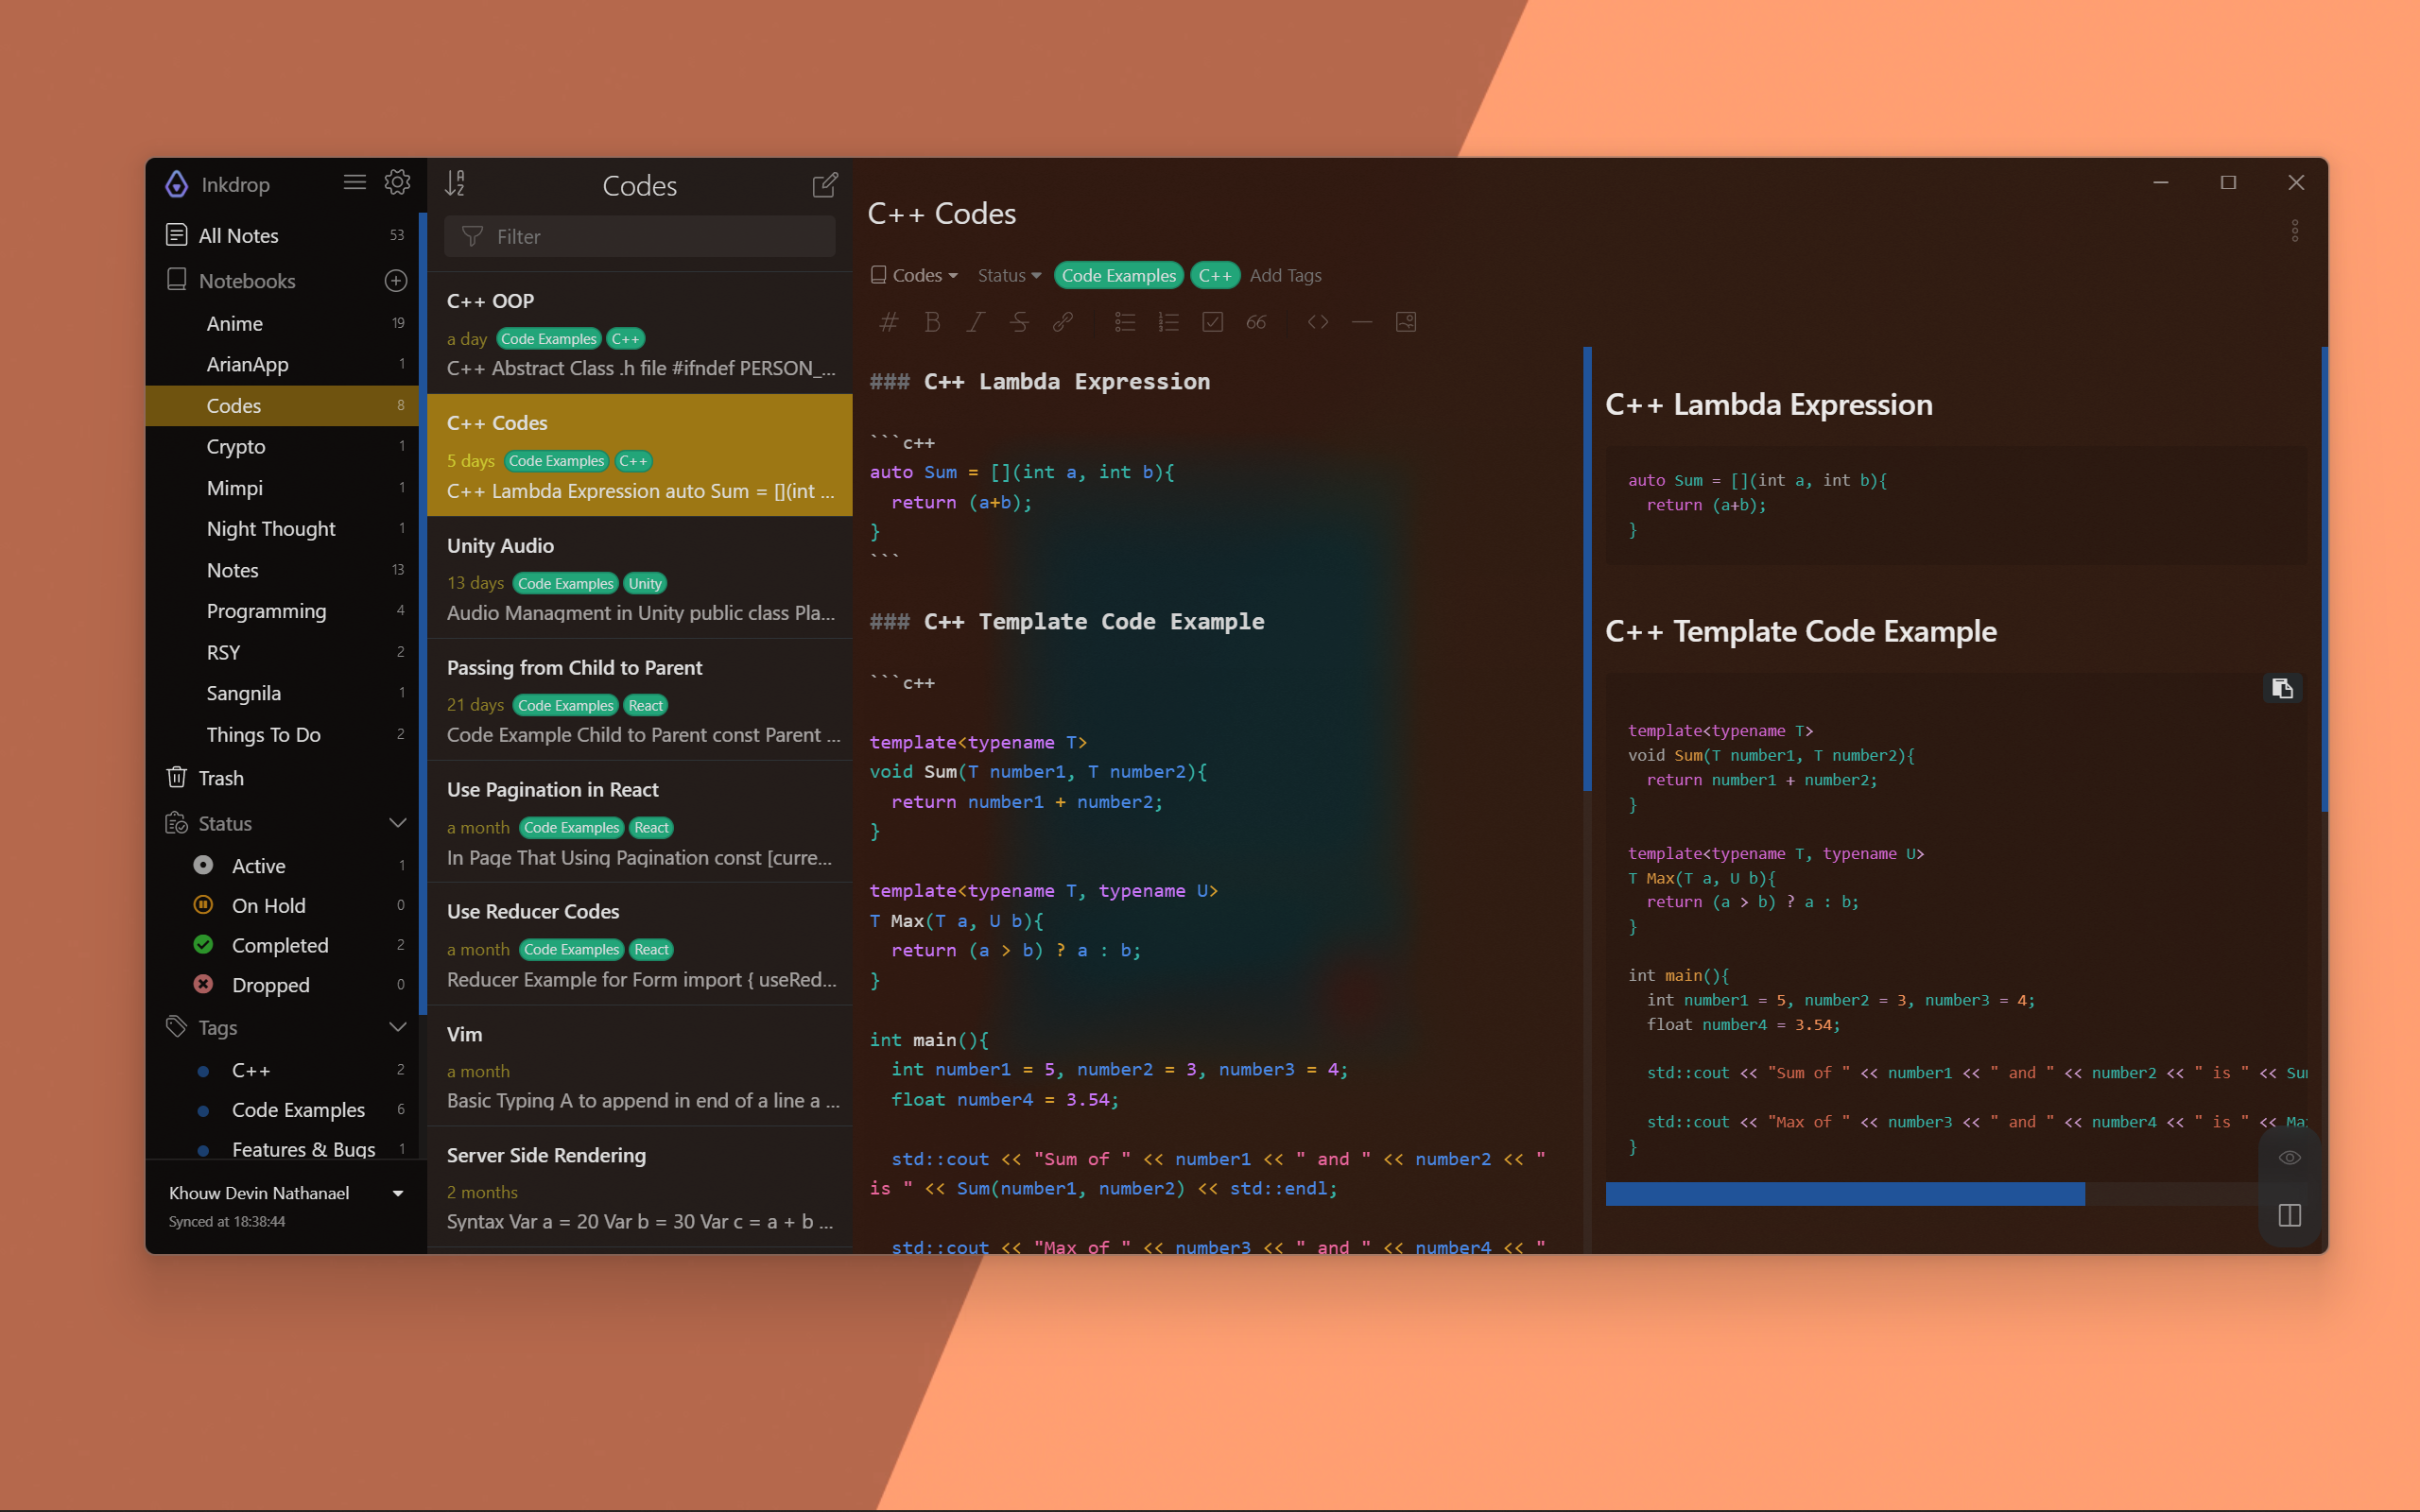 Inkdrop
All Notes 53
Notebooks
Anime 19
ArianApp 1
Codes 8
Crypto 1
Mimpi 1
Night Thought 1
Notes 13
Programming 4
RSY 2
Sangnila 1
Things To Do 2
Trash
Status
Active 1
On Hold 0
Completed 2
Dropped 0
Tags
C++ 2
Code Examples 6
Features & Bugs 1
Khouw Devin Nathanael
Synced at 18:38:44
Codes
Filter
C++ OOP
a day Code Examples C++
C++ Abstract Class .h file #ifndef PERSON_...
C++ Codes
5 days Code Examples C++
C++ Lambda Expression auto Sum = [](int ...
Unity Audio
13 days Code Examples Unity
Audio Managment in Unity public class Pla...
Passing from Child to Parent
21 days Code Examples React
Code Example Child to Parent const Parent ...
Use Pagination in React
a month Code Examples React
In Page That Using Pagination const [curre...
Use Reducer Codes
a month Code Examples React
Reducer Example for Form import { useRed...
Vim
a month
Basic Typing A to append in end of a line a ...
Server Side Rendering
2 months
Syntax Var a = 20 Var b = 30 Var c = a + b ...
C++ Codes
Codes Status Code Examples C++ Add Tags
### C++ Lambda Expression
```c++
auto Sum = [](int a, int b){
  return (a+b);
}
```
### C++ Template Code Example
```c++
template<typename T>
void Sum(T number1, T number2){
  return number1 + number2;
}
template<typename T, typename U>
T Max(T a, U b){
  return (a > b) ? a : b;
}
int main(){
  int number1 = 5, number2 = 3, number3 = 4;
  float number4 = 3.54;
  std::cout << "Sum of " << number1 << " and " << number2 << "
is " << Sum(number1, number2) << std::endl;
  std::cout << "Max of " << number3 << " and " << number4 << "
C++ Lambda Expression
auto Sum = [](int a, int b){
  return (a+b);
}
C++ Template Code Example
template<typename T>
void Sum(T number1, T number2){
  return number1 + number2;
}
template<typename T, typename U>
T Max(T a, U b){
  return (a > b) ? a : b;
}
int main(){
  int number1 = 5, number2 = 3, number3 = 4;
  float number4 = 3.54;
  std::cout << "Sum of " << number1 << " and " << number2 << " is " << Su
  std::cout << "Max of " << number3 << " and " << number4 << " is " << Ma
}